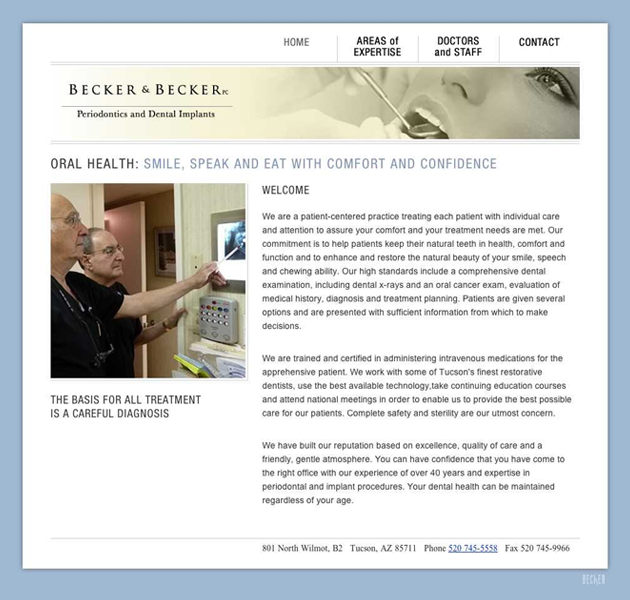 HOME
AREAS of
EXPERTISE
DOCTORS
and STAFF
CONTACT
BECKER & BECKER PC
Periodontics and Dental Implants
ORAL HEALTH: SMILE, SPEAK AND EAT WITH COMFORT AND CONFIDENCE
WELCOME
We are a patient-centered practice treating each patient with individual care
and attention to assure your comfort and your treatment needs are met. Our
commitment is to help patients keep their natural teeth in health, comfort and
function and to enhance and restore the natural beauty of your smile, speech
and chewing ability. Our high standards include a comprehensive dental
examination, including dental x-rays and an oral cancer exam, evaluation of
medical history, diagnosis and treatment planning. Patients are given several
options and are presented with sufficient information from which to make
decisions.
We are trained and certified in administering intravenous medications for the
apprehensive patient. We work with some of Tucson's finest restorative
dentists, use the best available technology,take continuing education courses
and attend national meetings in order to enable us to provide the best possible
care for our patients. Complete safety and sterility are our utmost concern.
We have built our reputation based on excellence, quality of care and a
friendly, gentle atmosphere. You can have confidence that you have come to
the right office with our experience of over 40 years and expertise in
periodontal and implant procedures. Your dental health can be maintained
regardless of your age.
THE BASIS FOR ALL TREATMENT
IS A CAREFUL DIAGNOSIS
801 North Wilmot, B2 Tucson, AZ 85711 Phone 520 745-5558 Fax 520 745-9966
BECKER